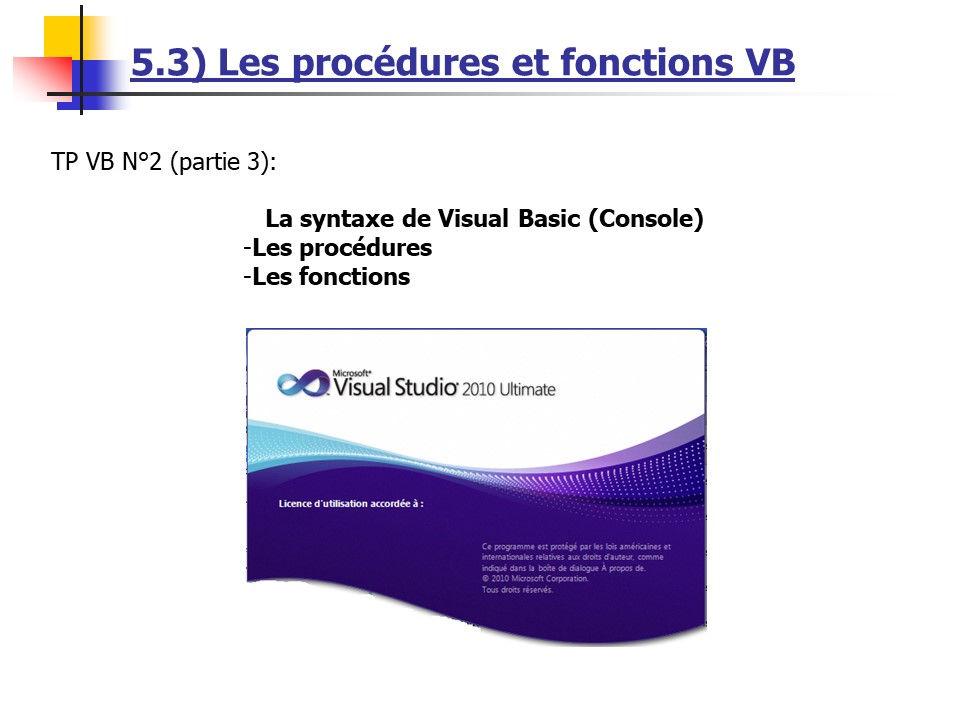 5.3) Les procédures et fonctions VB
TP VB N°2 (partie 3):
La syntaxe de Visual Basic (Console)
-Les procédures
-Les fonctions
Microsoft®
Visual Studio® 2010 Ultimate
Licence d'utilisation accordée à :
Ce programme est protégé par les lois américaines et
internationales relatives aux droits d'auteur, comme
indiqué dans la boîte de dialogue À propos de.
© 2010 Microsoft Corporation.
Tous droits réservés.